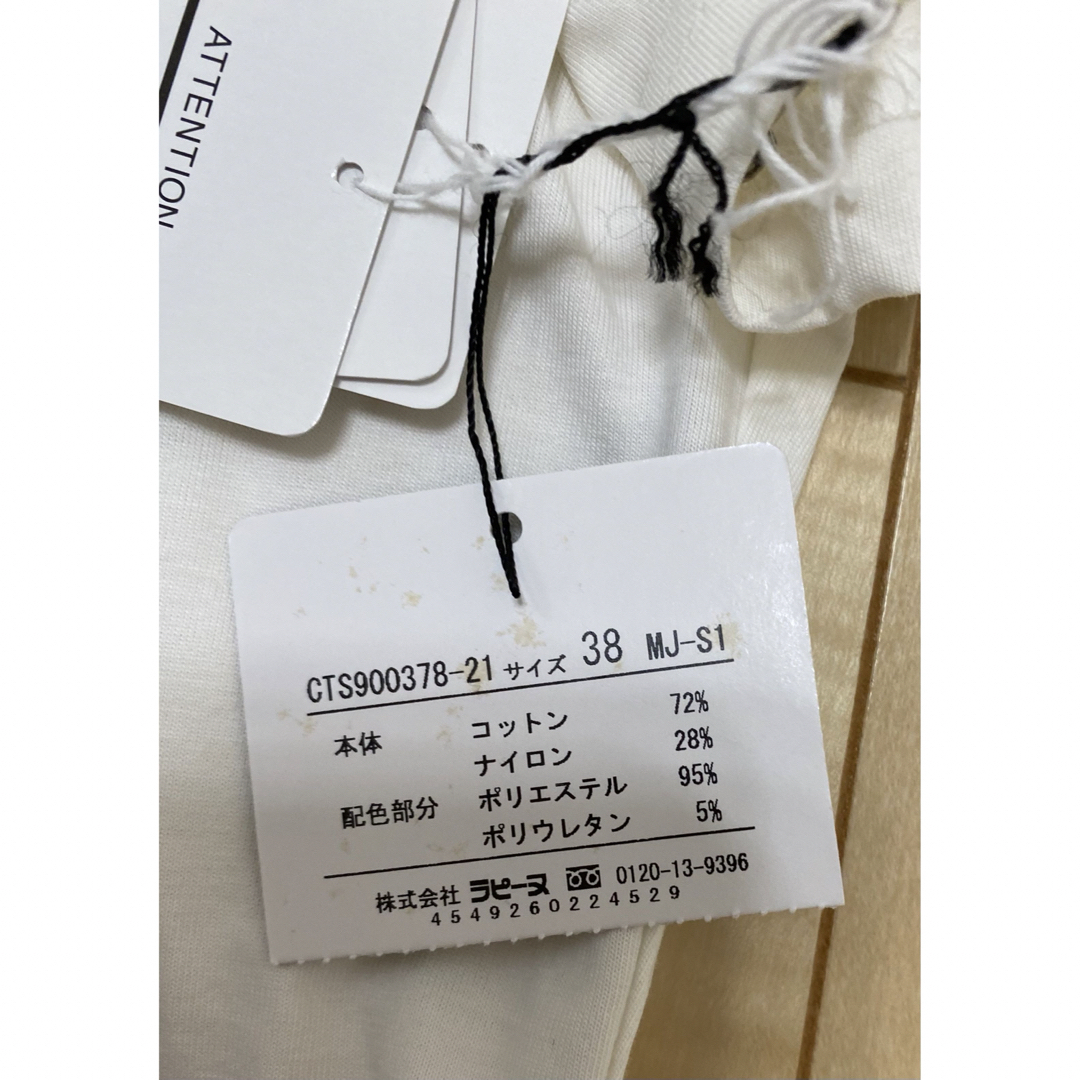 ATTENTION
CTS900378-21 サイズ 38 MJ-S1
本体 コットン 72%
ナイロン 28%
配色部分 ポリエステル 95%
ポリウレタン 5%
株式会社 ラピーヌ 0120-13-9396
4549260224529